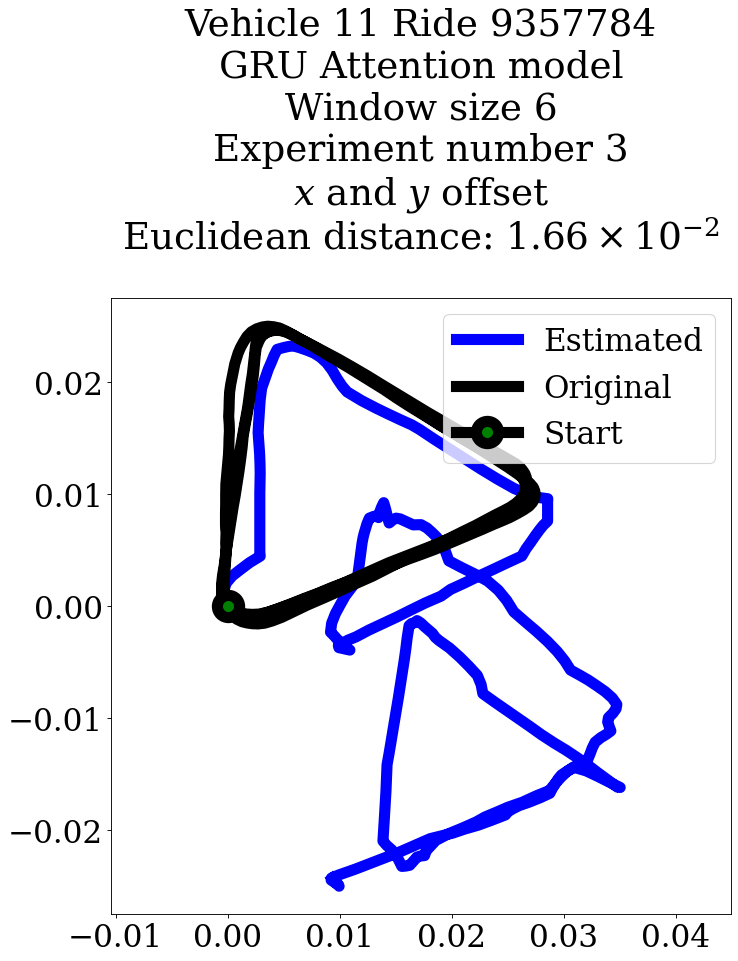 Vehicle 11 Ride 9357784
GRU Attention model
Window size 6
Experiment number 3
x and y offset
Euclidean distance: 1.66 × 10⁻²
Estimated
Original
Start
0.02
0.01
0.00
−0.01
−0.02
−0.01 0.00 0.01 0.02 0.03 0.04